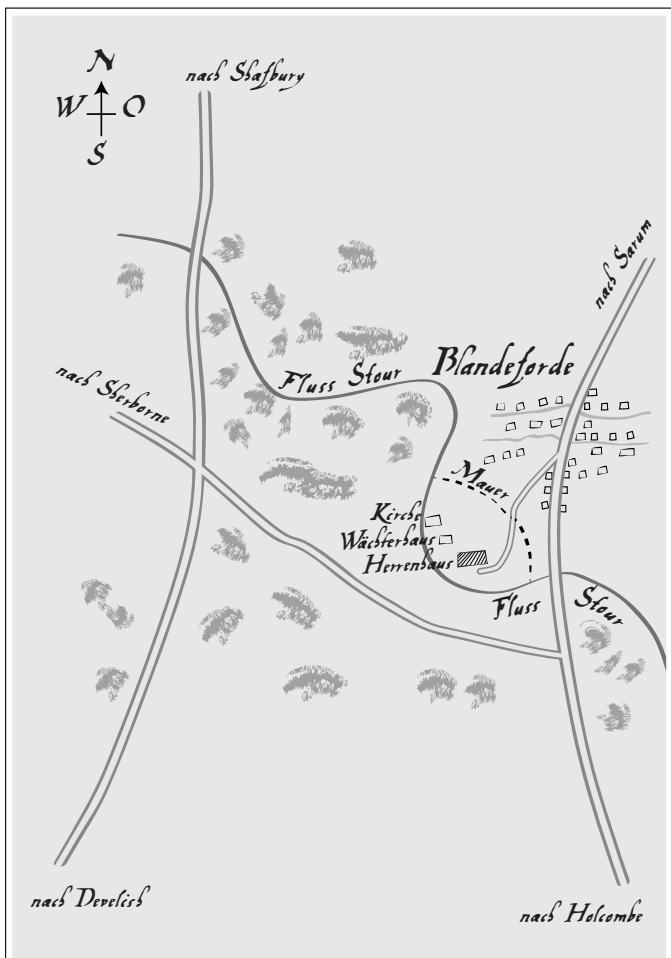 N
nach Shafbury
W O
S
nach Sarum
Blandeforde
nach Sherborne
Fluss Stour
Mauer
Kirche
Wächterhaus
Herrenhaus
Fluss Stour
nach Develish
nach Holcombe